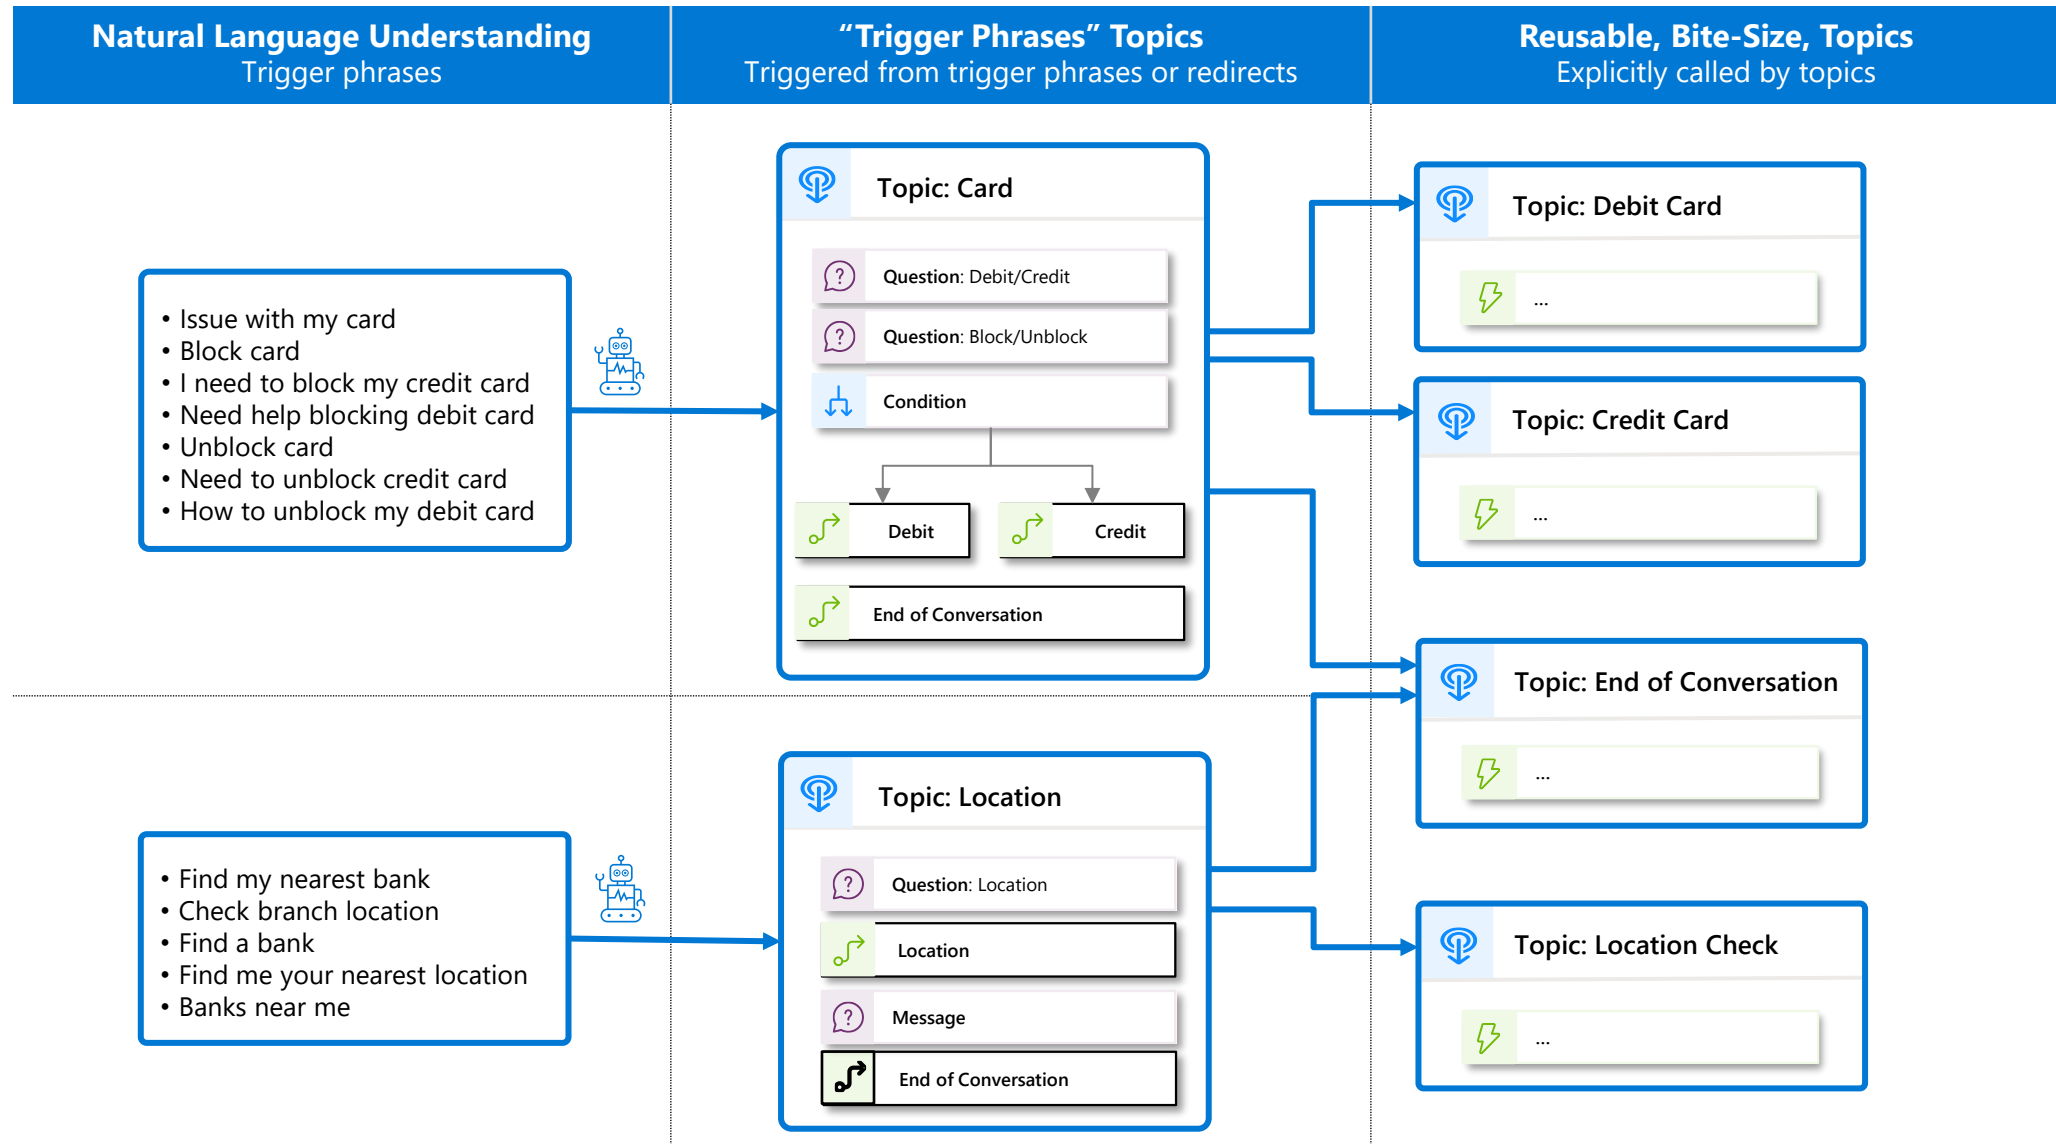 Natural Language Understanding
Trigger phrases
“Trigger Phrases” Topics
Triggered from trigger phrases or redirects
Reusable, Bite-Size, Topics
Explicitly called by topics
• Issue with my card
• Block card
• I need to block my credit card
• Need help blocking debit card
• Unblock card
• Need to unblock credit card
• How to unblock my debit card
Topic: Card
Question: Debit/Credit
Question: Block/Unblock
Condition
Debit
Credit
End of Conversation
Topic: Debit Card
...
Topic: Credit Card
...
Topic: End of Conversation
...
• Find my nearest bank
• Check branch location
• Find a bank
• Find me your nearest location
• Banks near me
Topic: Location
Question: Location
Location
Message
End of Conversation
Topic: Location Check
...